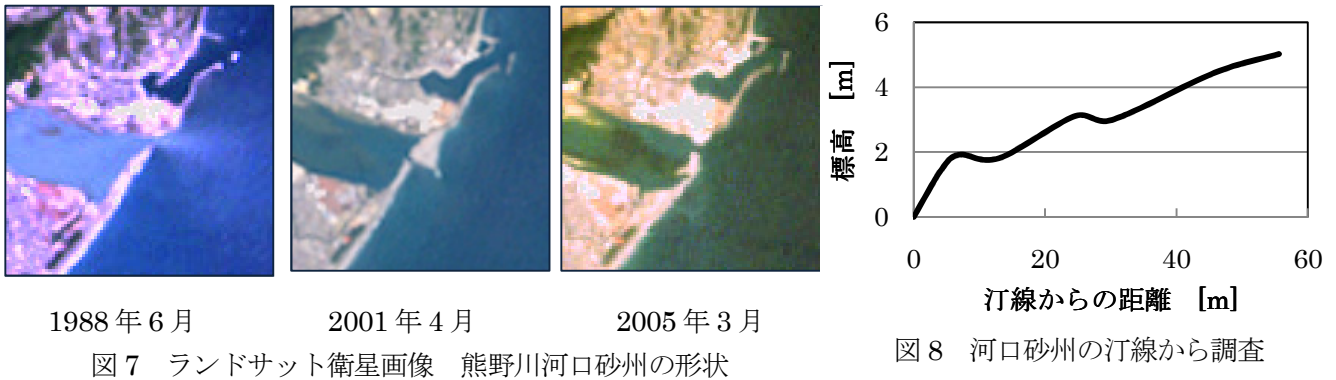 1988年6月
2001年4月
2005年3月
図7 ランドサット衛星画像 熊野川河口砂州の形状
6
4
2
0
標高 [m]
0 20 40 60
汀線からの距離 [m]
図8 河口砂州の汀線から調査